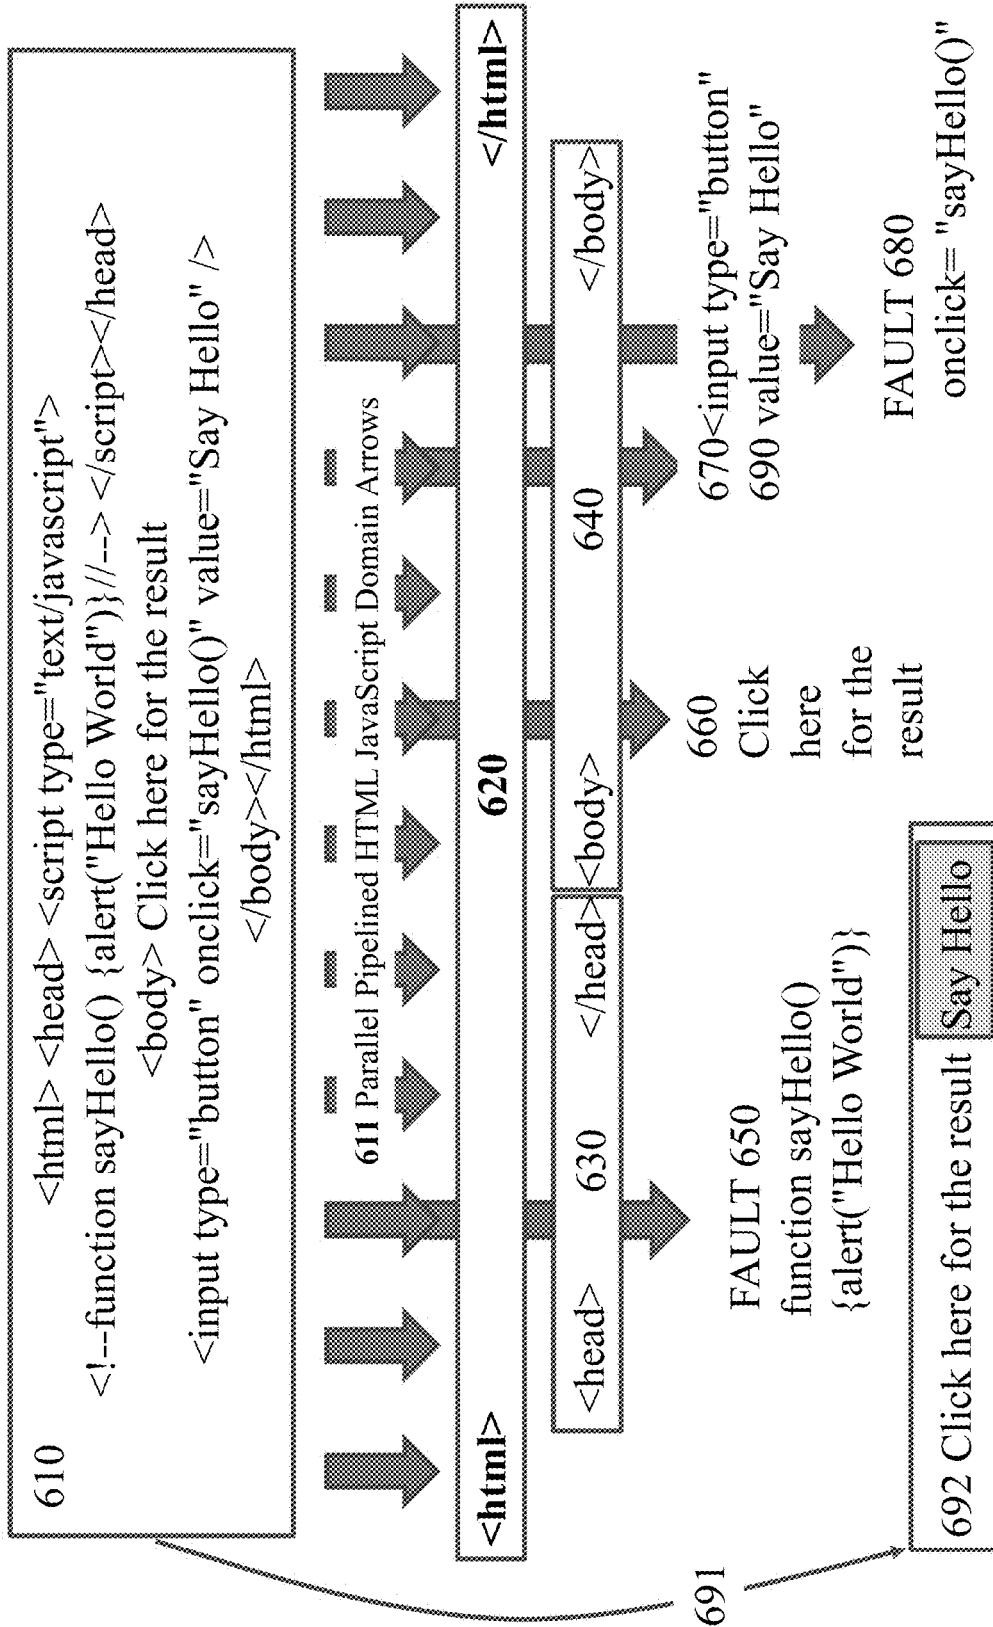 610
<html> <head> <script type="text/javascript">
<!--function sayHello() {alert("Hello World")}//--> </script></head>
<body> Click here for the result
<input type="button" onclick="sayHello()" value="Say Hello" />
</body></html>
611 Parallel Pipelined HTML JavaScript Domain Arrows
<html> 620 </html>
<head> 630 </head>
<body> 640 </body>
FAULT 650
function sayHello()
{alert("Hello World")}
660
Click
here
for the
result
670<input type="button"
690 value="Say Hello"
FAULT 680
onclick= "sayHello()"
691
692 Click here for the result Say Hello